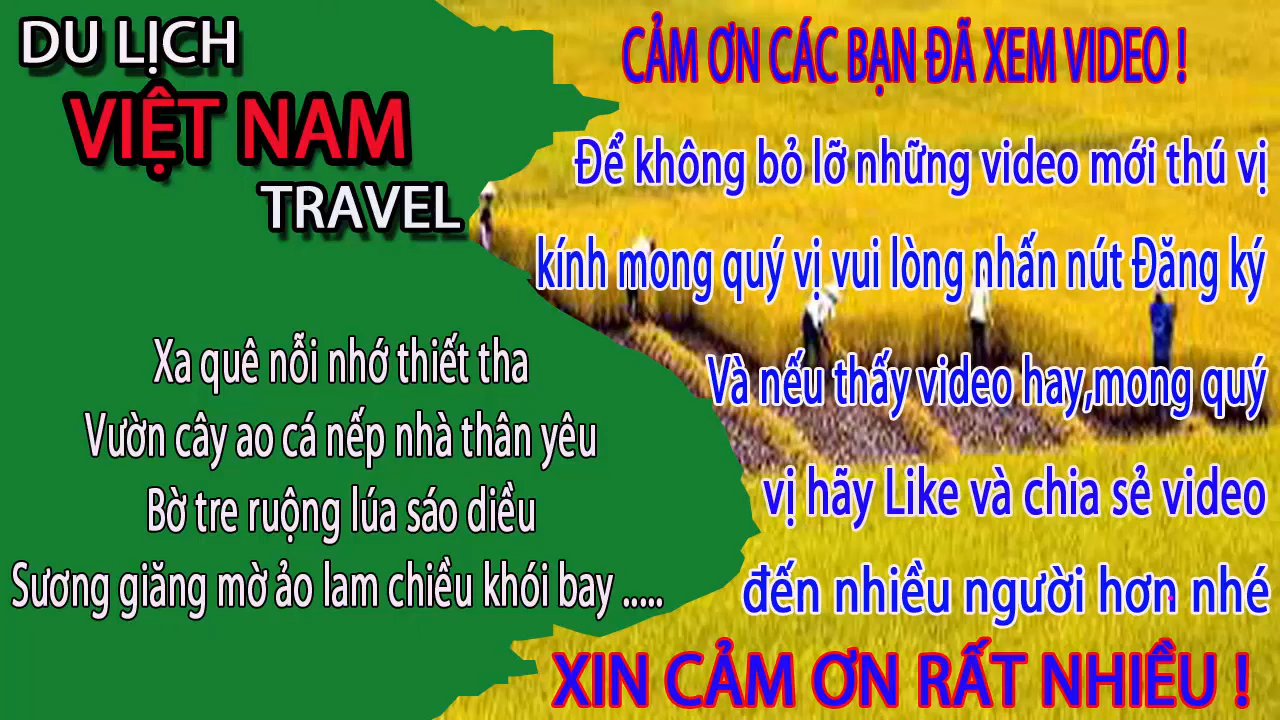 DU LỊCH
VIỆT NAM
TRAVEL
Xa quê nỗi nhớ thiết tha
Vườn cây ao cá nếp nhà thân yêu
Bờ tre ruộng lúa sáo diều
Sương giăng mờ ảo lam chiều khói bay .....
CẢM ƠN CÁC BẠN ĐÃ XEM VIDEO !
Để không bỏ lỡ những video mới thú vị
kính mong quý vị vui lòng nhấn nút Đăng ký
Và nếu thấy video hay,mong quý
vị hãy Like và chia sẻ video
đến nhiều người hơn nhé
XIN CẢM ƠN RẤT NHIỀU !